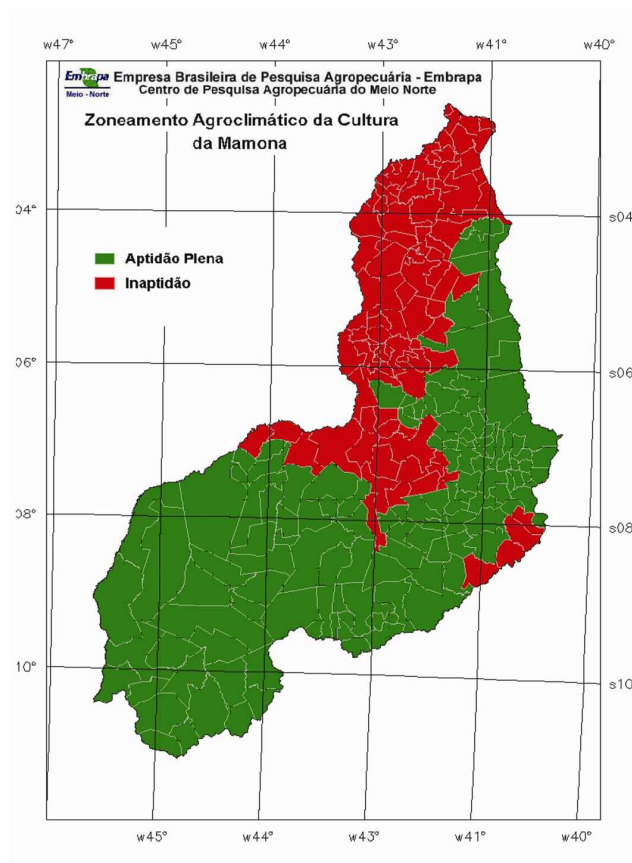 w47° w45° w44° w43° w41° w40°
Embrapa
Meio - Norte
Empresa Brasileira de Pesquisa Agropecuária - Embrapa
Centro de Pesquisa Agropecuária do Meio Norte
Zoneamento Agroclimático da Cultura
da Mamona
04° s04
Aptidão Plena
Inaptidão
06° s06
08° s08
10° s10
w45° w44° w43° w41° w40°